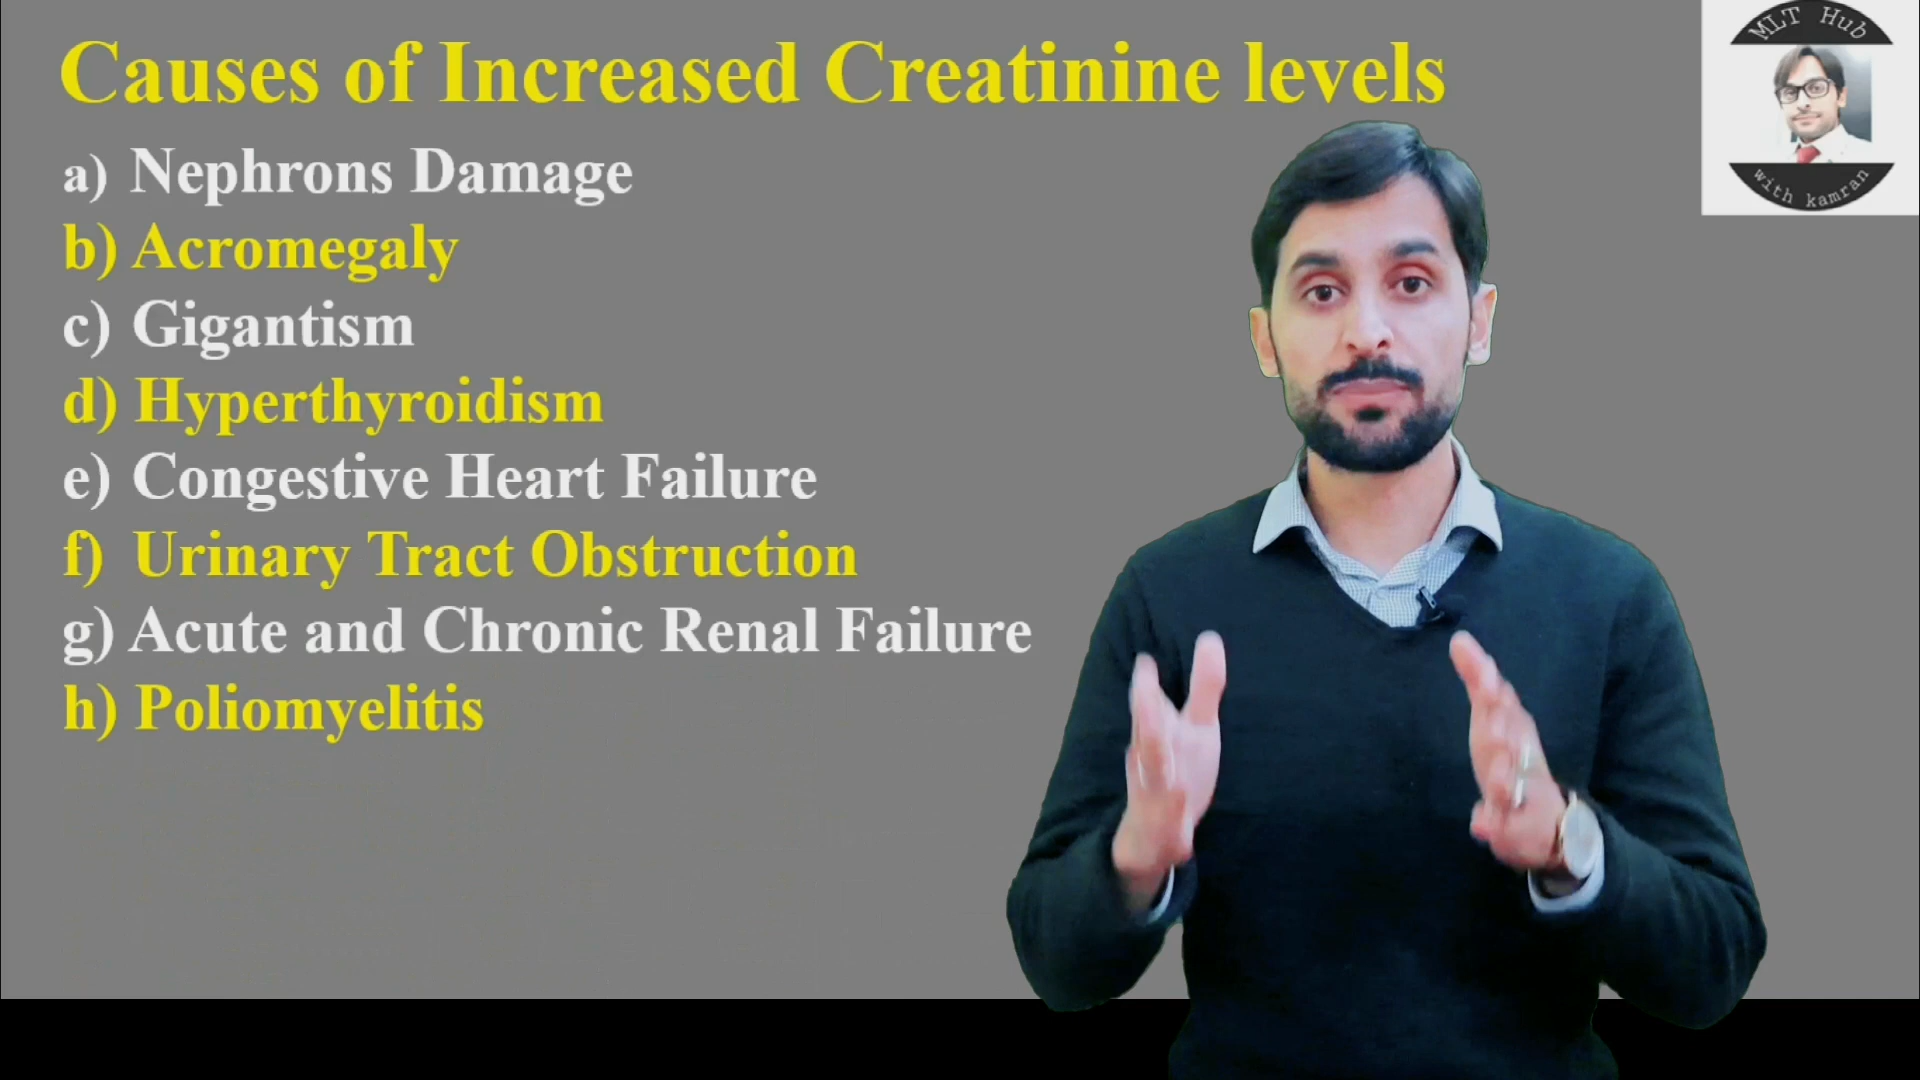 Causes of Increased Creatinine levels
a) Nephrons Damage
b) Acromegaly
c) Gigantism
d) Hyperthyroidism
e) Congestive Heart Failure
f) Urinary Tract Obstruction
g) Acute and Chronic Renal Failure
h) Poliomyelitis
MLT Hub
with kamran